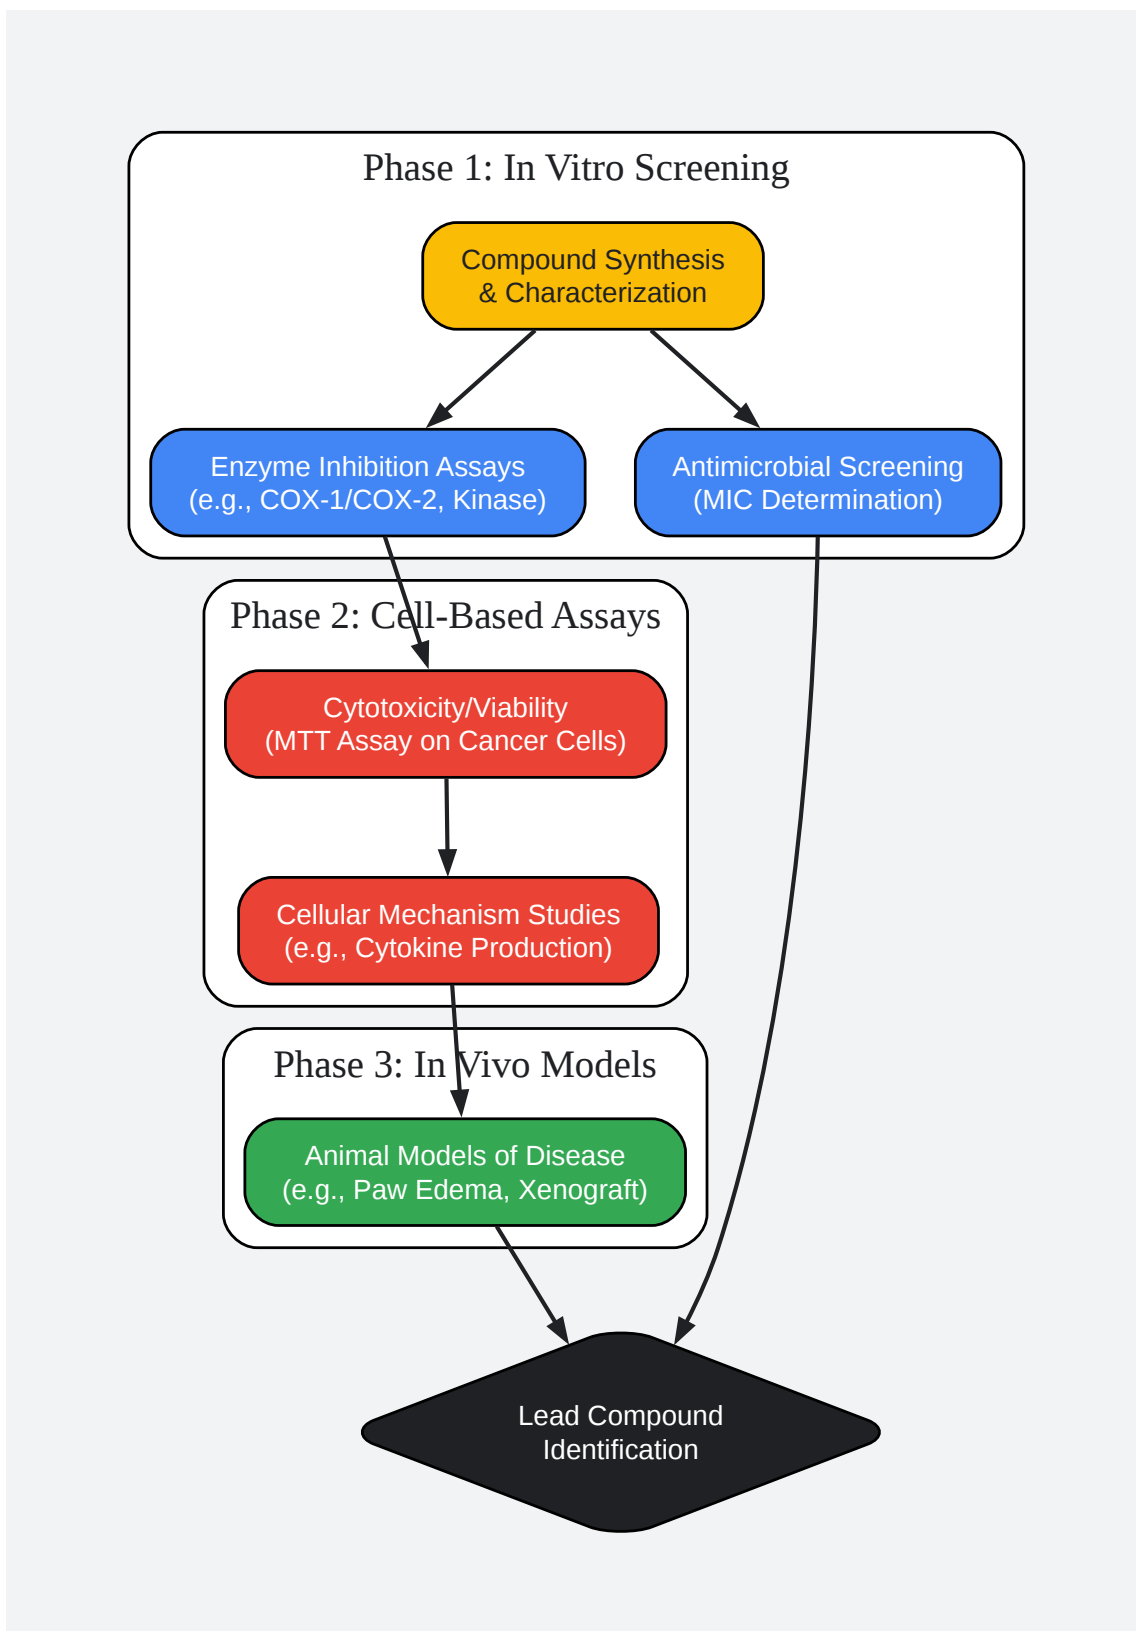 Phase 1: In Vitro Screening
Compound Synthesis
& Characterization
Enzyme Inhibition Assays
(e.g., COX-1/COX-2, Kinase)
Antimicrobial Screening
(MIC Determination)
Phase 2: Cell-Based Assays
Cytotoxicity/Viability
(MTT Assay on Cancer Cells)
Cellular Mechanism Studies
(e.g., Cytokine Production)
Phase 3: In Vivo Models
Animal Models of Disease
(e.g., Paw Edema, Xenograft)
Lead Compound
Identification